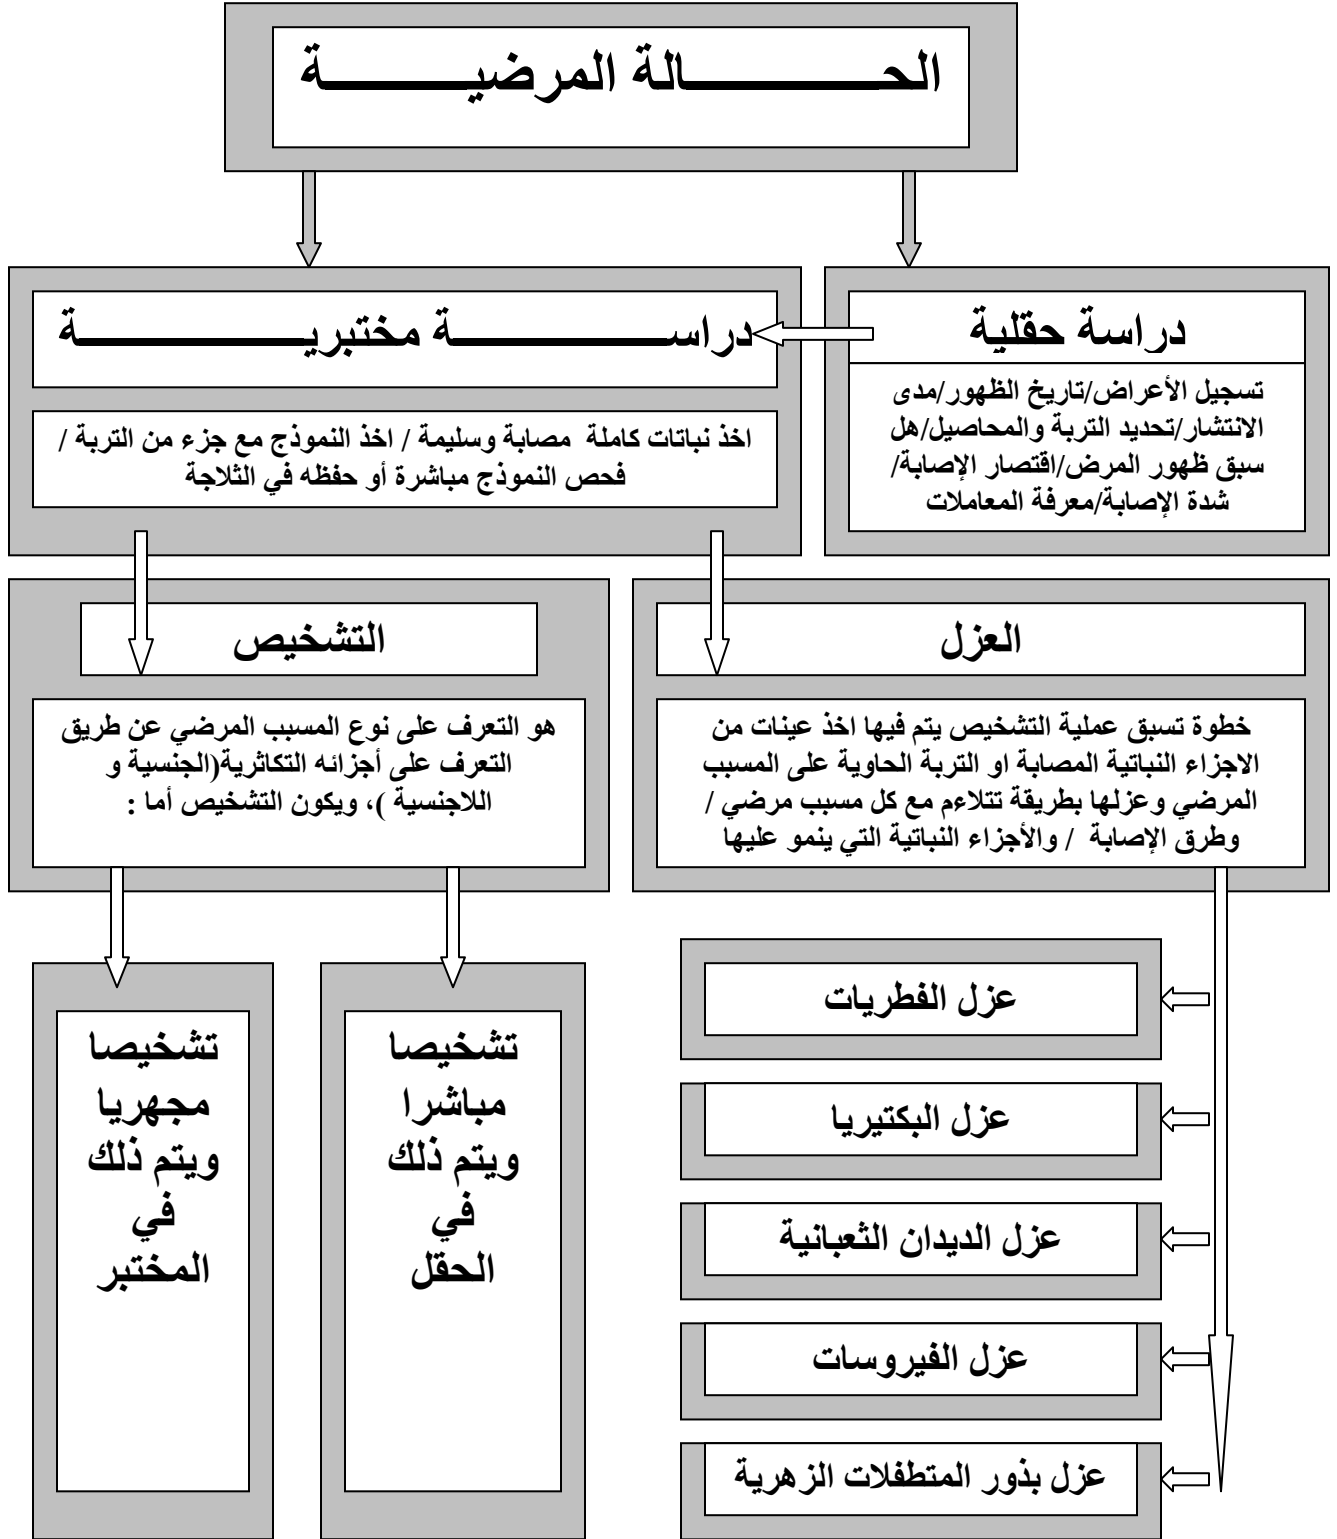 الحـــــــــالة المرضيـــــــــة
دراسة حقلية
تسجيل الأعراض/تاريخ الظهور/مدى
الانتشار/تحديد التربة والمحاصيل/هل
سبق ظهور المرض/اقتصار الإصابة/
شدة الإصابة/معرفة المعاملات
دراســـــــــــــة مختبريـــــــــــــة
اخذ نباتات كاملة مصابة وسليمة / اخذ النموذج مع جزء من التربة /
فحص النموذج مباشرة أو حفظه في الثلاجة
العزل
خطوة تسبق عملية التشخيص يتم فيها اخذ عينات من
الاجزاء النباتية المصابة او التربة الحاوية على المسبب
المرضي وعزلها بطريقة تتلاءم مع كل مسبب مرضي /
وطرق الإصابة / والأجزاء النباتية التي ينمو عليها
التشخيص
هو التعرف على نوع المسبب المرضي عن طريق
التعرف على أجزائه التكاثرية(الجنسية و
اللاجنسية )، ويكون التشخيص أما :
عزل الفطريات
عزل البكتيريا
عزل الديدان الثعبانية
عزل الفيروسات
عزل بذور المتطفلات الزهرية
تشخيصا
مباشرا
ويتم ذلك
في
الحقل
تشخيصا
مجهريا
ويتم ذلك
في
المختبر